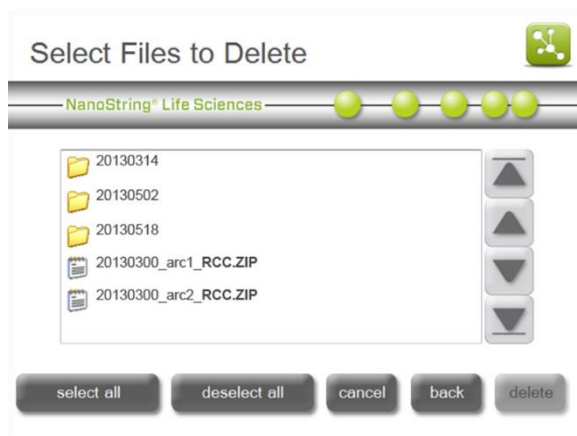 Select Files to Delete
NanoString® Life Sciences
20130314
20130502
20130518
20130300_arc1_RCC.ZIP
20130300_arc2_RCC.ZIP
select all deselect all cancel back delete